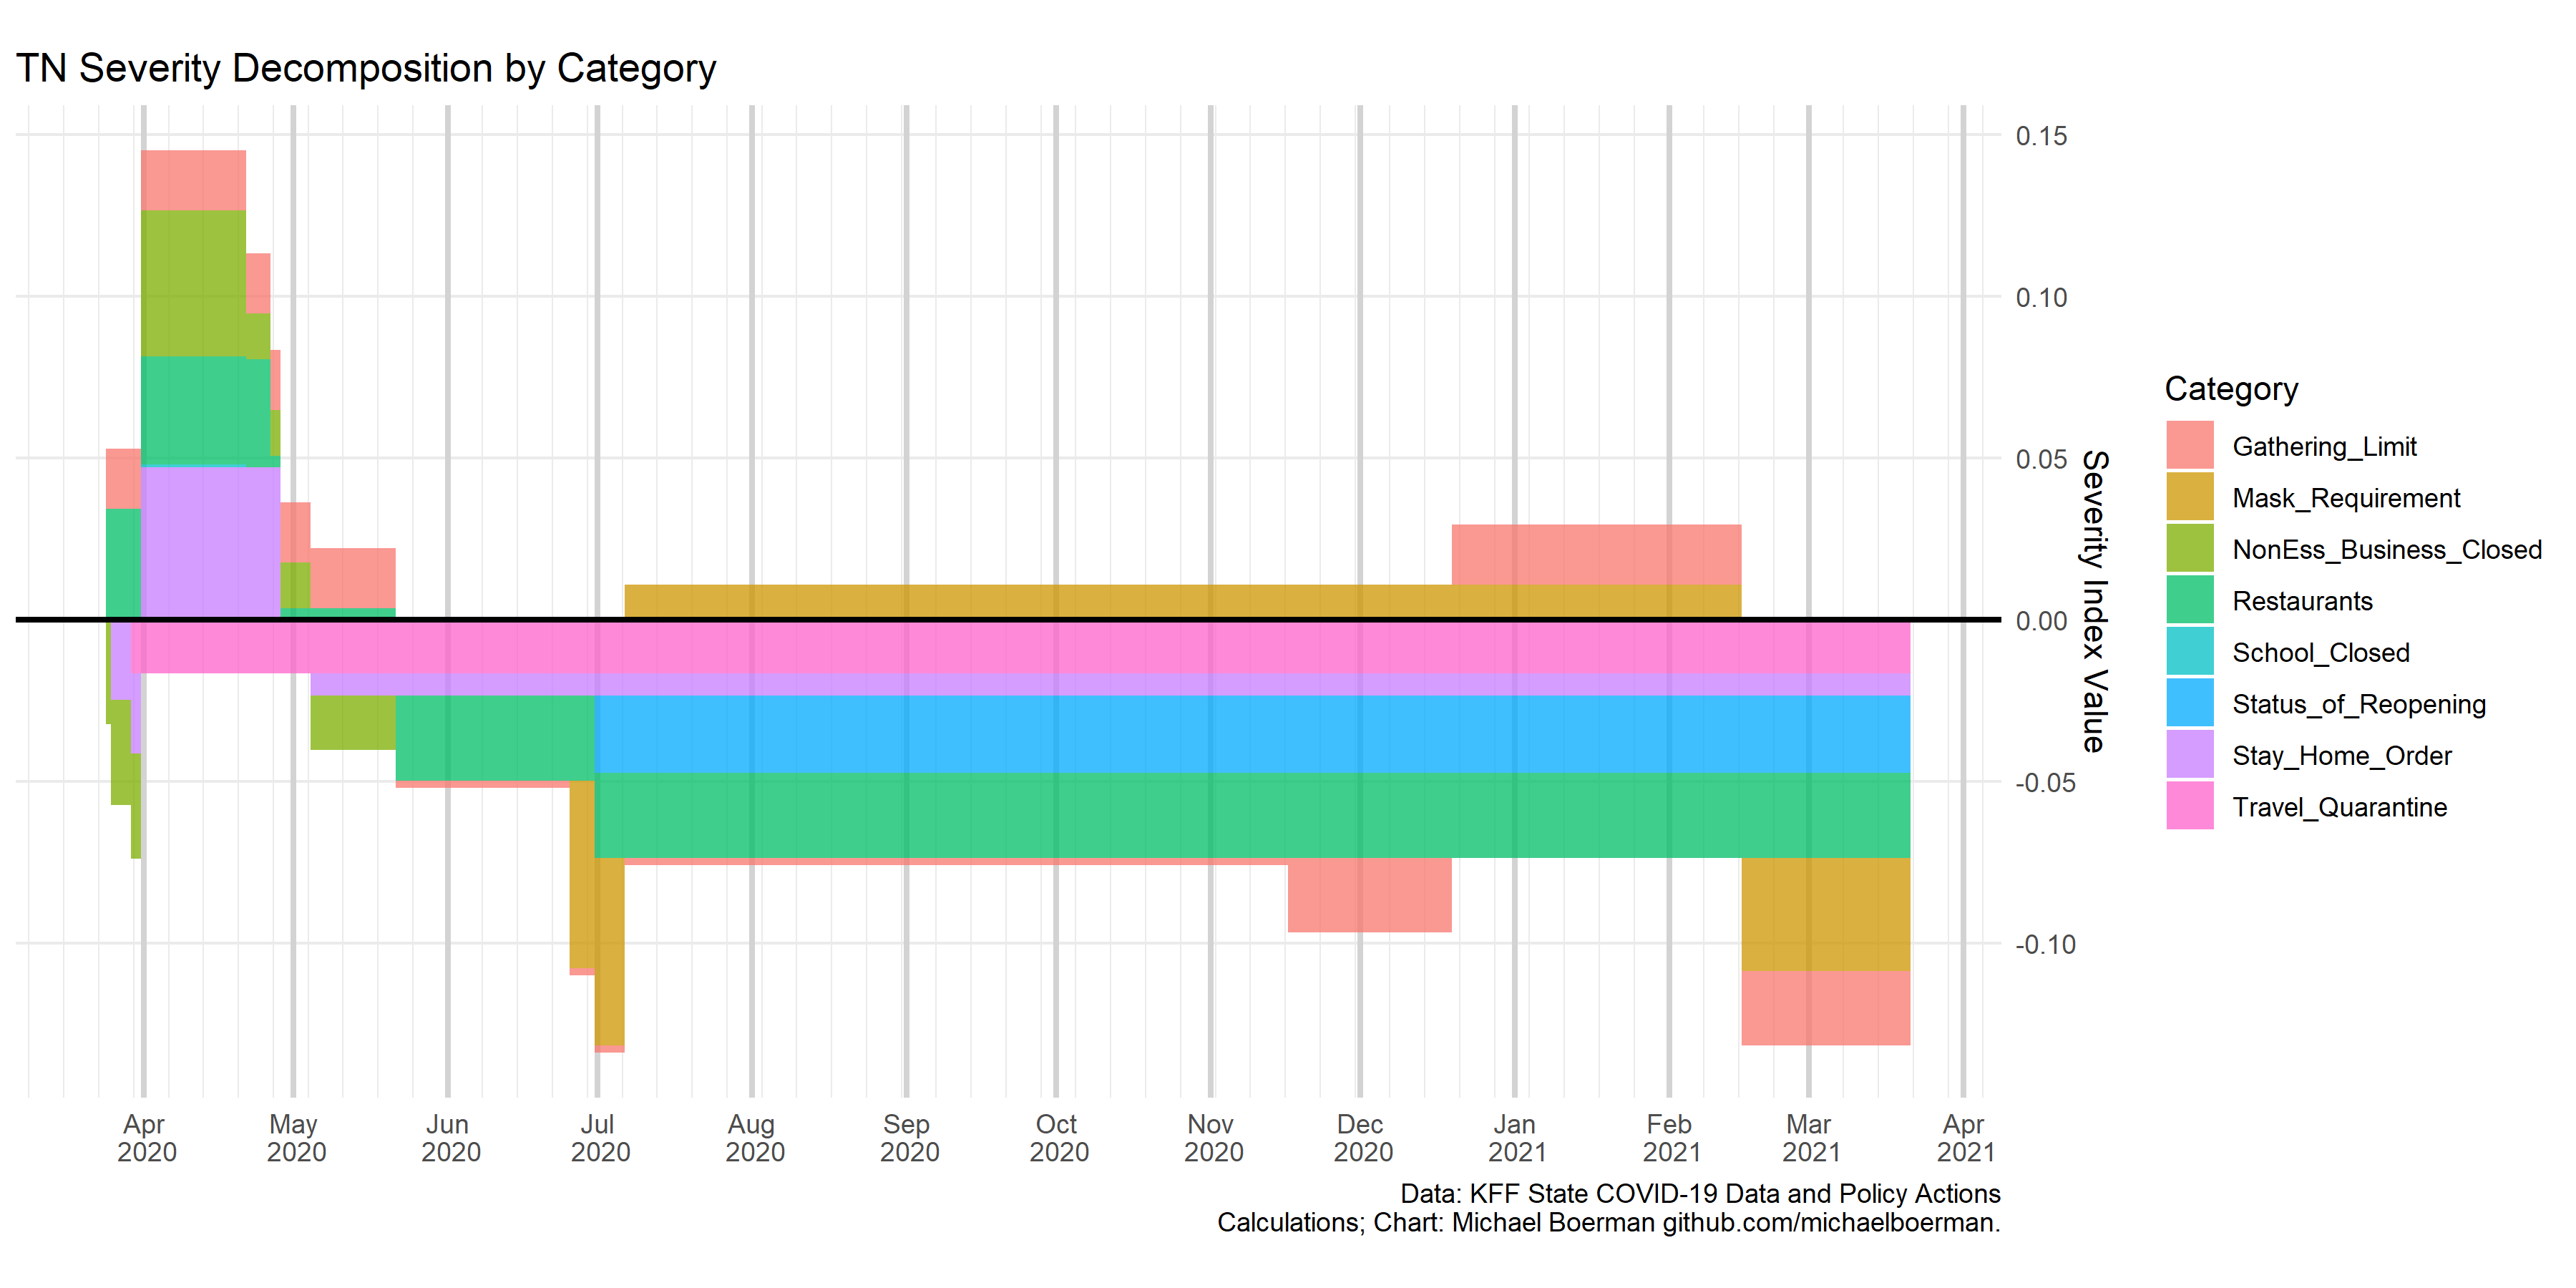 TN Severity Decomposition by Category
0.15
0.10
0.05
0.00
-0.05
-0.10
Severity Index Value
Apr
2020
May
2020
Jun
2020
Jul
2020
Aug
2020
Sep
2020
Oct
2020
Nov
2020
Dec
2020
Jan
2021
Feb
2021
Mar
2021
Apr
2021
Category
Gathering_Limit
Mask_Requirement
NonEss_Business_Closed
Restaurants
School_Closed
Status_of_Reopening
Stay_Home_Order
Travel_Quarantine
Data: KFF State COVID-19 Data and Policy Actions
Calculations; Chart: Michael Boerman github.com/michaelboerman.